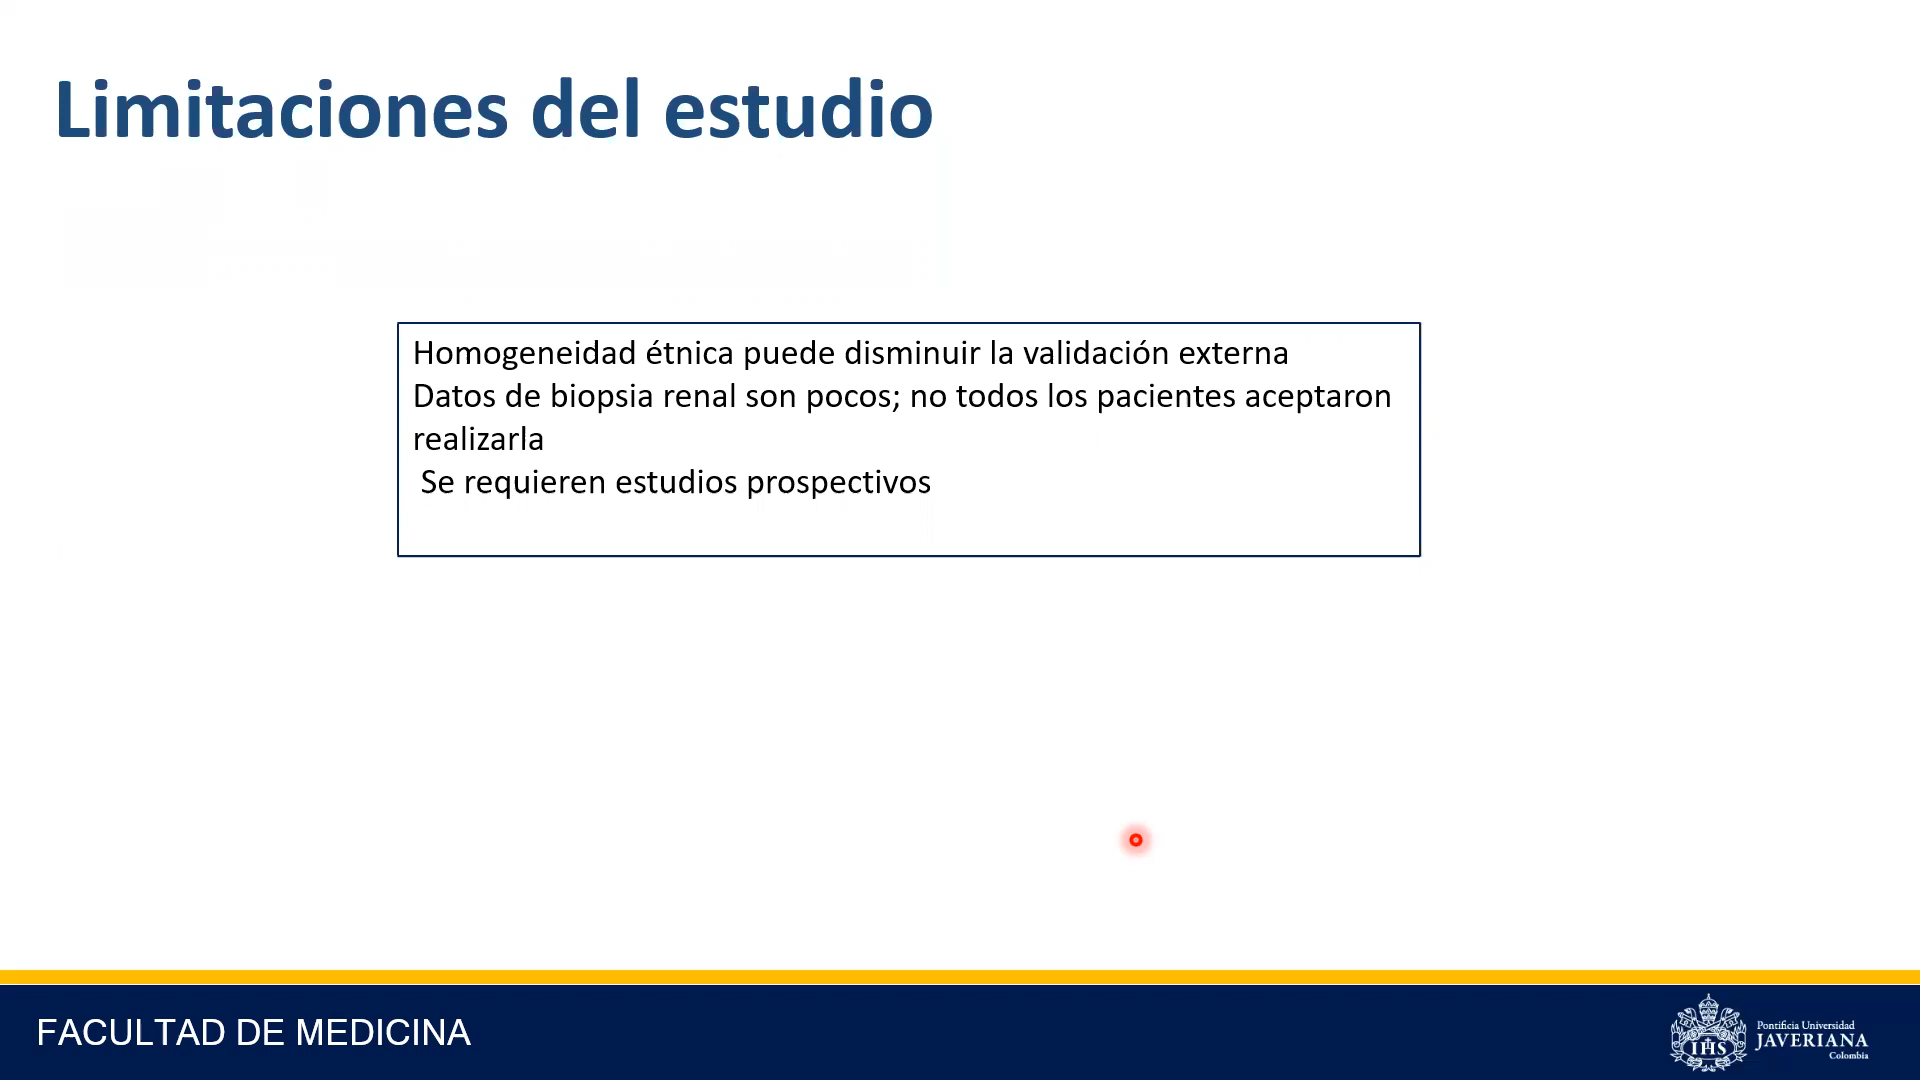 Limitaciones del estudio
Homogeneidad étnica puede disminuir la validación externa
Datos de biopsia renal son pocos; no todos los pacientes aceptaron
realizarla
Se requieren estudios prospectivos
FACULTAD DE MEDICINA
IHS
Pontificia Universidad
JAVERIANA
Colombia